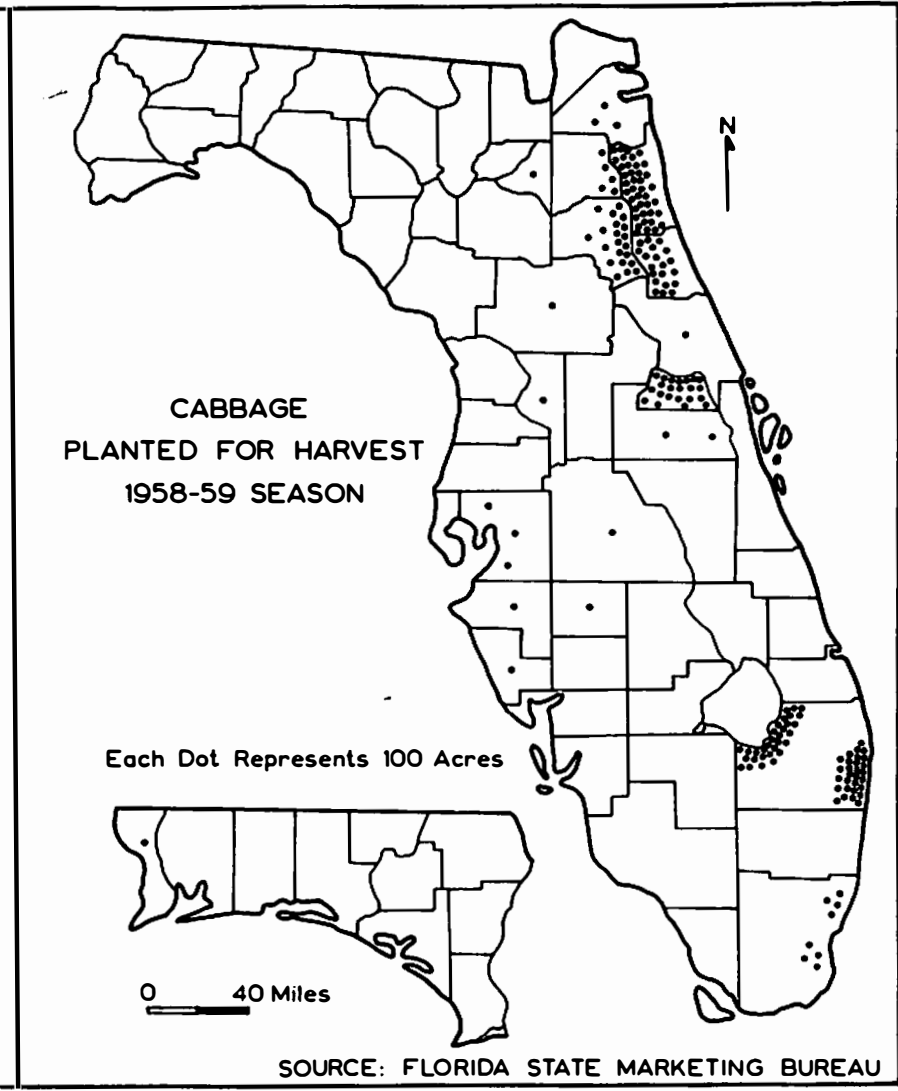 N
CABBAGE
PLANTED FOR HARVEST
1958-59 SEASON
Each Dot Represents 100 Acres
0 40 Miles
SOURCE: FLORIDA STATE MARKETING BUREAU